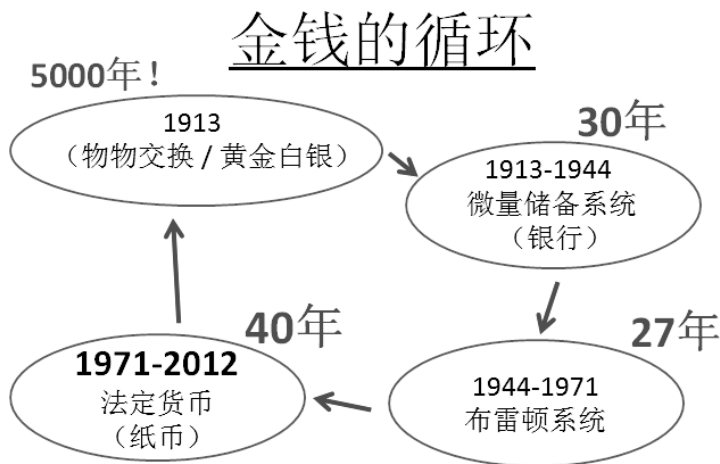 金钱的循环
5000年！
1913
（物物交换 / 黄金白银）
30年
1913-1944
微量储备系统
（银行）
27年
1944-1971
布雷顿系统
40年
1971-2012
法定货币
（纸币）